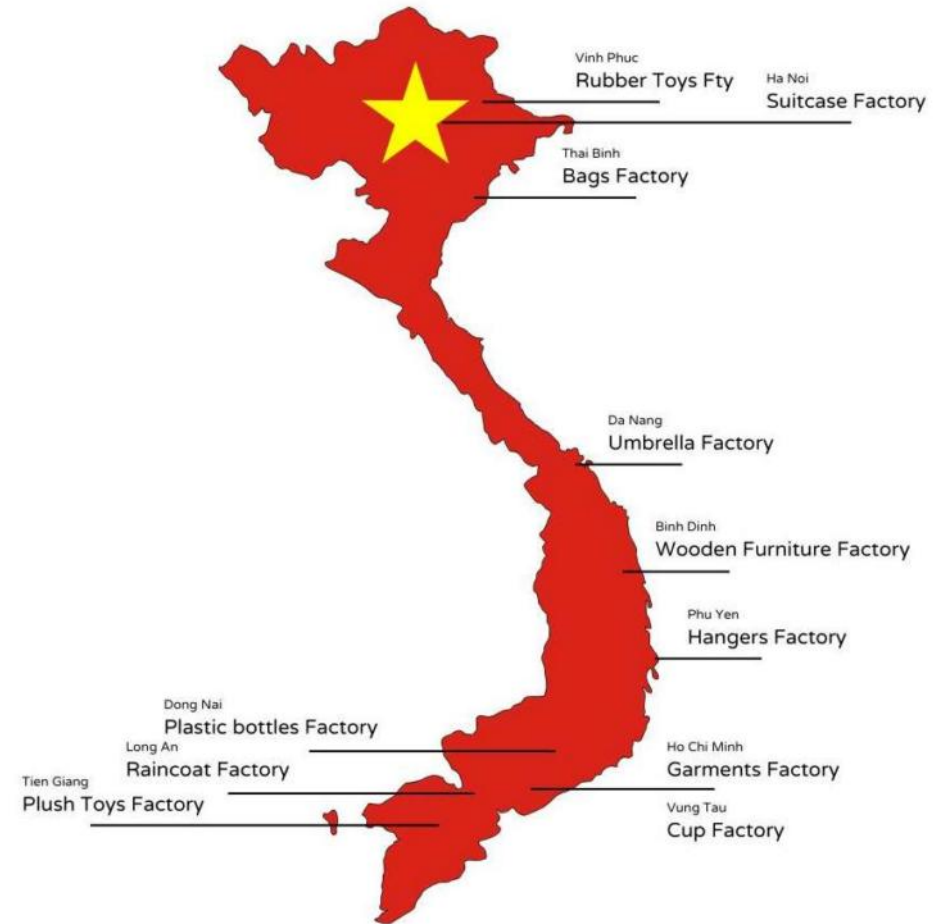 Vinh Phuc
Rubber Toys Fty
Ha Noi
Suitcase Factory
Thai Binh
Bags Factory
Da Nang
Umbrella Factory
Binh Dinh
Wooden Furniture Factory
Phu Yen
Hangers Factory
Dong Nai
Plastic bottles Factory
Long An
Raincoat Factory
Tien Giang
Plush Toys Factory
Ho Chi Minh
Garments Factory
Vung Tau
Cup Factory